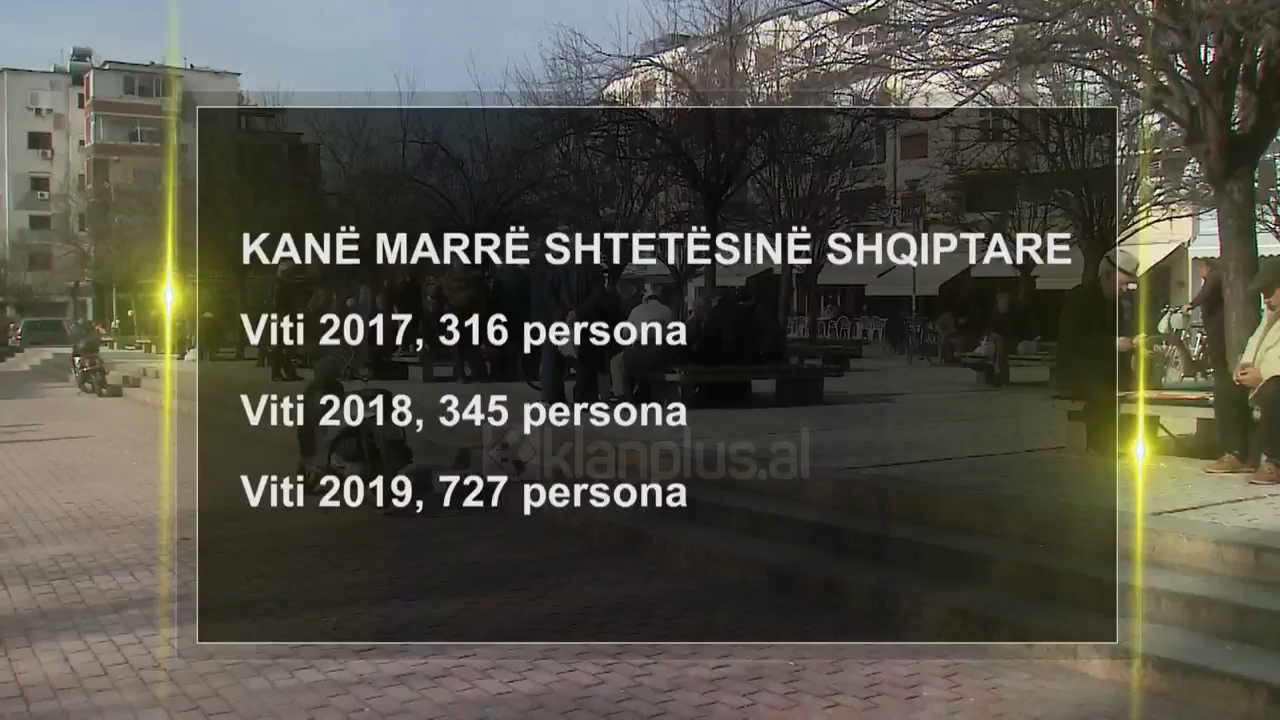 KANË MARRË SHTETËSINË SHQIPTARE
Viti 2017, 316 persona
Viti 2018, 345 persona
klanplus.al
Viti 2019, 727 persona